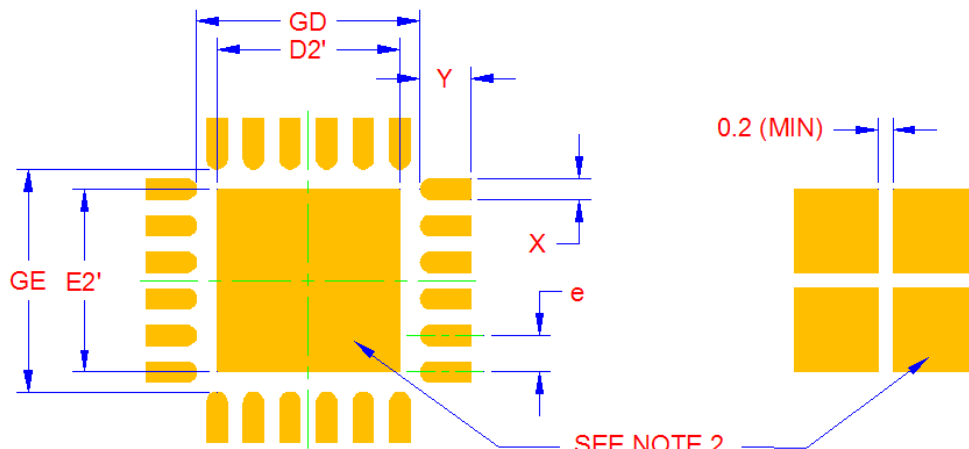 GD
D2'
Y
0.2 (MIN)
X
GE
E2'
e
SEE NOTE 2